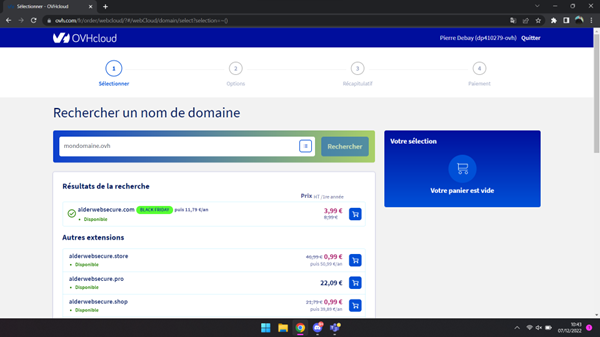 Sélectionner - OVHcloud
ovh.com/fr/order/webcloud/?#/webCloud/domain/select?selection=~()
OVHcloud
Pierre Debay (dp410279-ovh) Quitter
1 2 3 4
Sélectionner Options Récapitulatif Paiement
Rechercher un nom de domaine
mondomaine.ovh
Rechercher
Votre sélection
Votre panier est vide
Résultats de la recherche
Prix HT /1re année
alderwebsecure.com BLACK FRIDAY puis 11,79 €/an 3,99 €
Disponible 8,99 €
Autres extensions
alderwebsecure.store 0,99 €
Disponible puis 50,99 €/an
alderwebsecure.pro 22,09 €
Disponible
alderwebsecure.shop 21,79 € 0,99 €
Disponible puis 39,89 €/an
10:43
07/12/2022